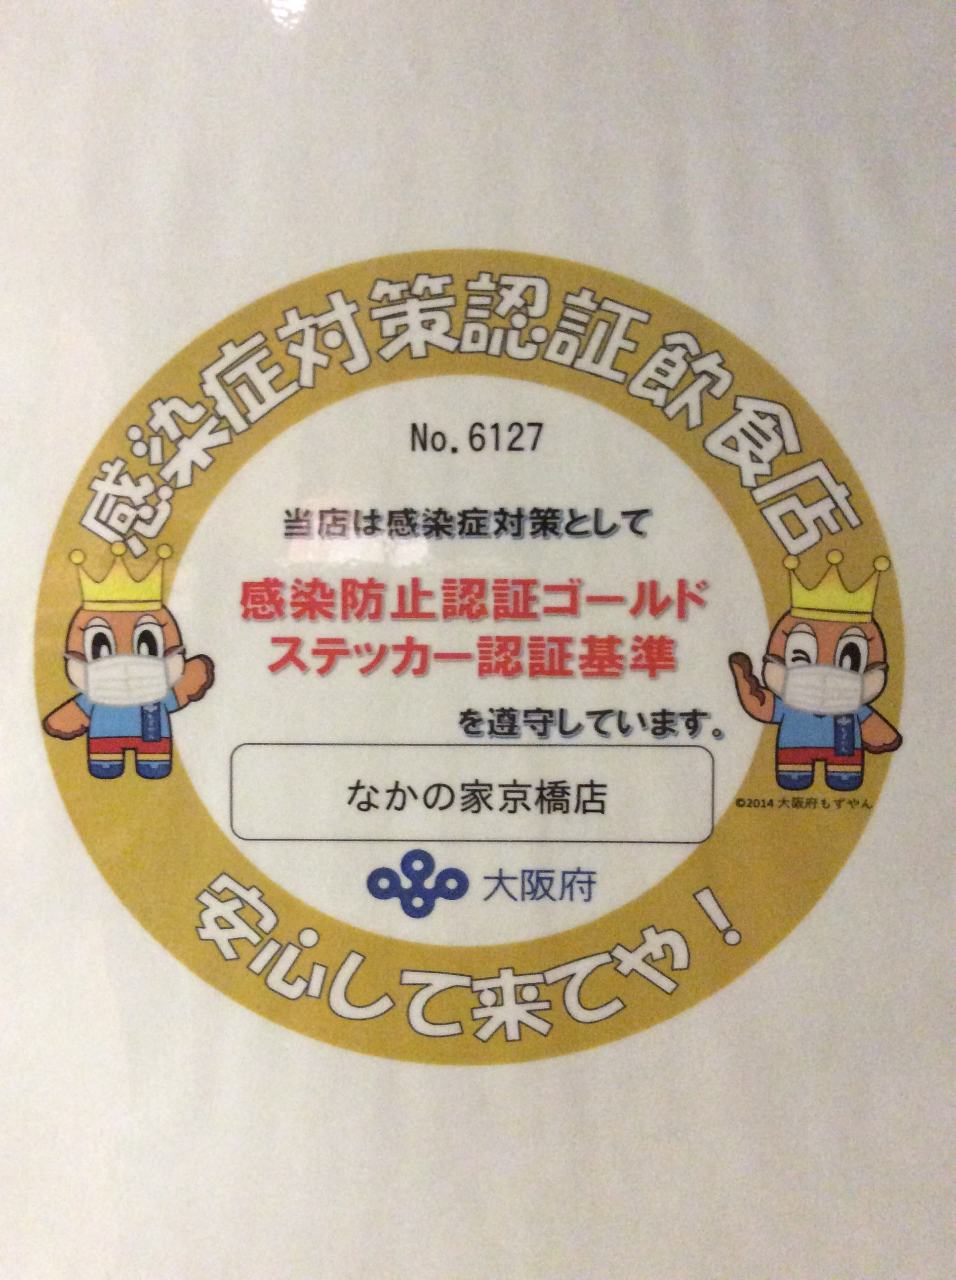 感染症対策認証飲食店
No.6127
当店は感染症対策として
感染防止認証ゴールド
ステッカー認証基準
を遵守しています。
なかの家京橋店
©2014 大阪府もずやん
大阪府
安心して来てや！